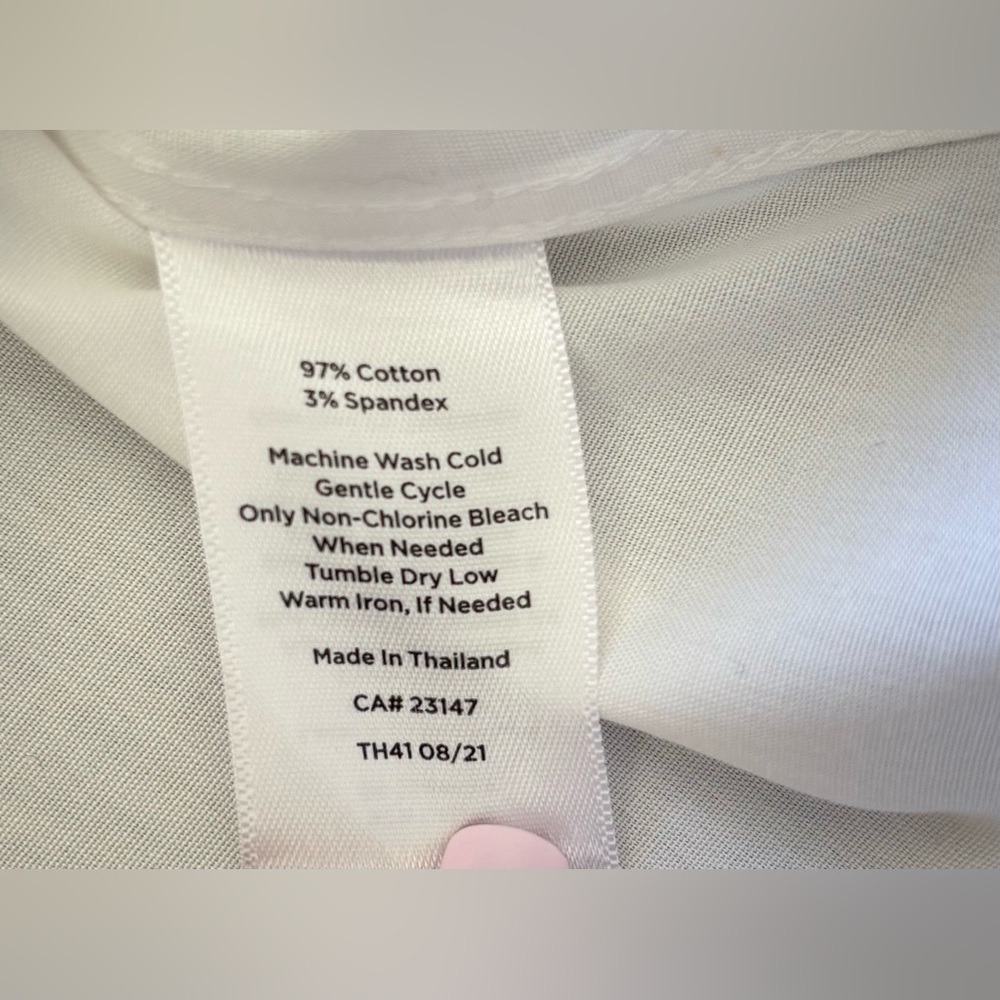 97% Cotton
3% Spandex
Machine Wash Cold
Gentle Cycle
Only Non-Chlorine Bleach
When Needed
Tumble Dry Low
Warm Iron, If Needed
Made In Thailand
CA# 23147
TH41 08/21